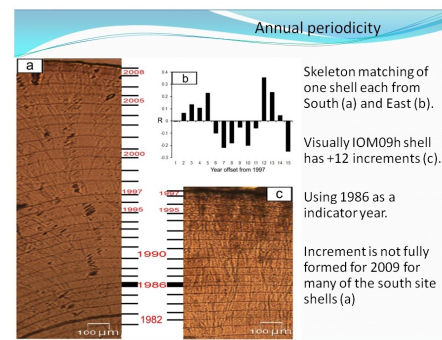 Annual periodicity
a
2008
2005
2000
1997
1995
1990
1986
1982
100 µm
b
R
0.4
0.3
0.2
0.1
0
-0.1
-0.2
-0.3
1 2 3 4 5 6 7 8 9 10 11 12 13 14 15
Year offset from 1997
c
1997
1995
100 µm
Skeleton matching of
one shell each from
South (a) and East (b).
Visually IOM09h shell
has +12 increments (c).
Using 1986 as a
indicator year.
Increment is not fully
formed for 2009 for
many of the south site
shells (a)